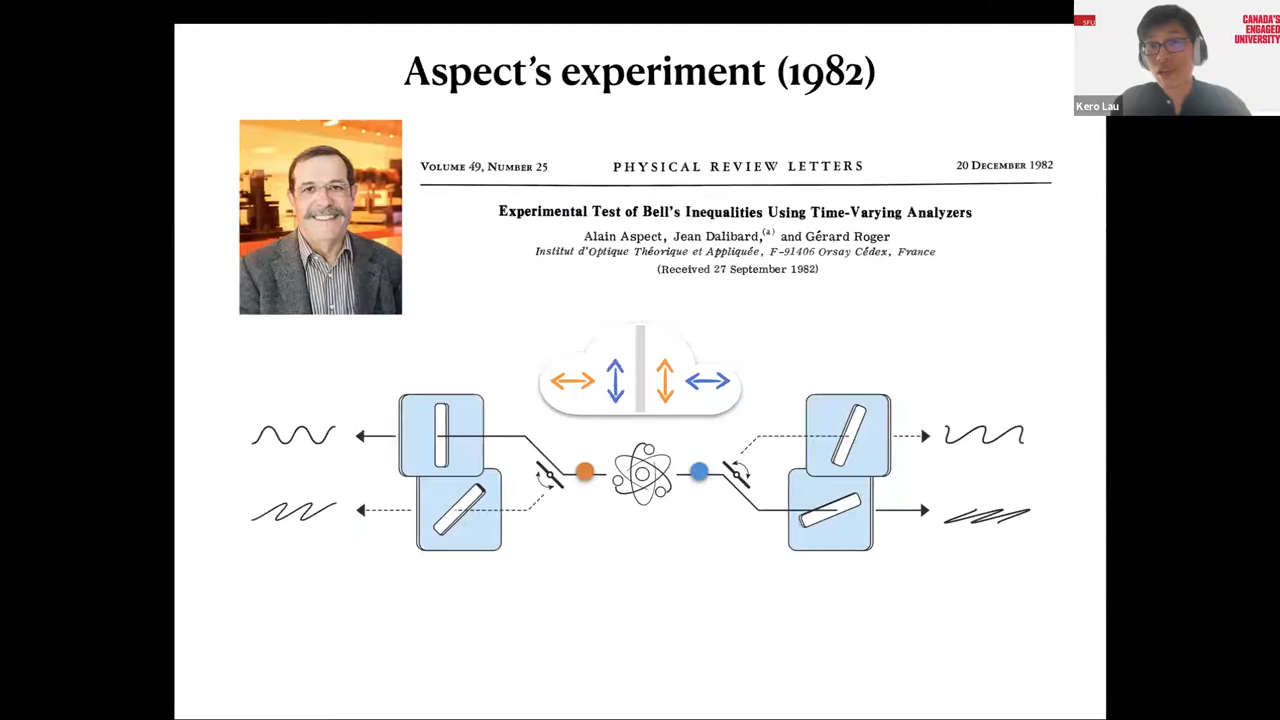 Aspect's experiment (1982)
SFU
CANADA'S
ENGAGED
UNIVERSITY
Kero Lau
VOLUME 49, NUMBER 25 PHYSICAL REVIEW LETTERS 20 DECEMBER 1982
Experimental Test of Bell's Inequalities Using Time-Varying Analyzers
Alain Aspect, Jean Dalibard,(a) and Gérard Roger
Institut d'Optique Théorique et Appliquée, F-91406 Orsay Cédex, France
(Received 27 September 1982)